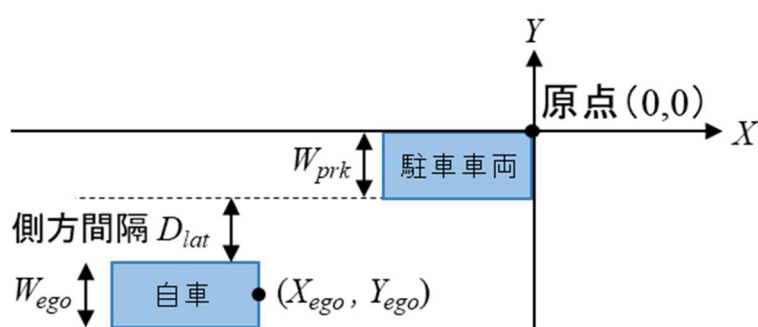 Y
原点(0,0)
X
W_prk
駐車車両
側方間隔 D_lat
W_ego
自車
(X_ego , Y_ego)